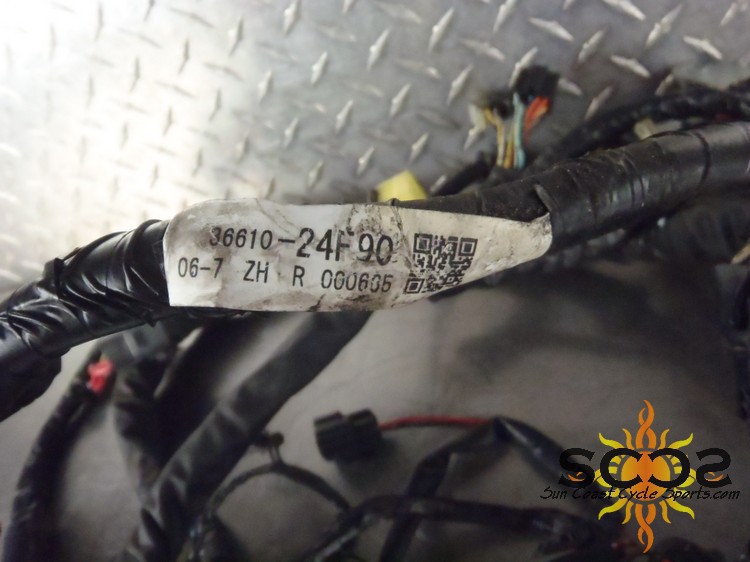 36610-24F90
06-7 ZH R 000605
SCCS
Sun Coast Cycle Sports.com